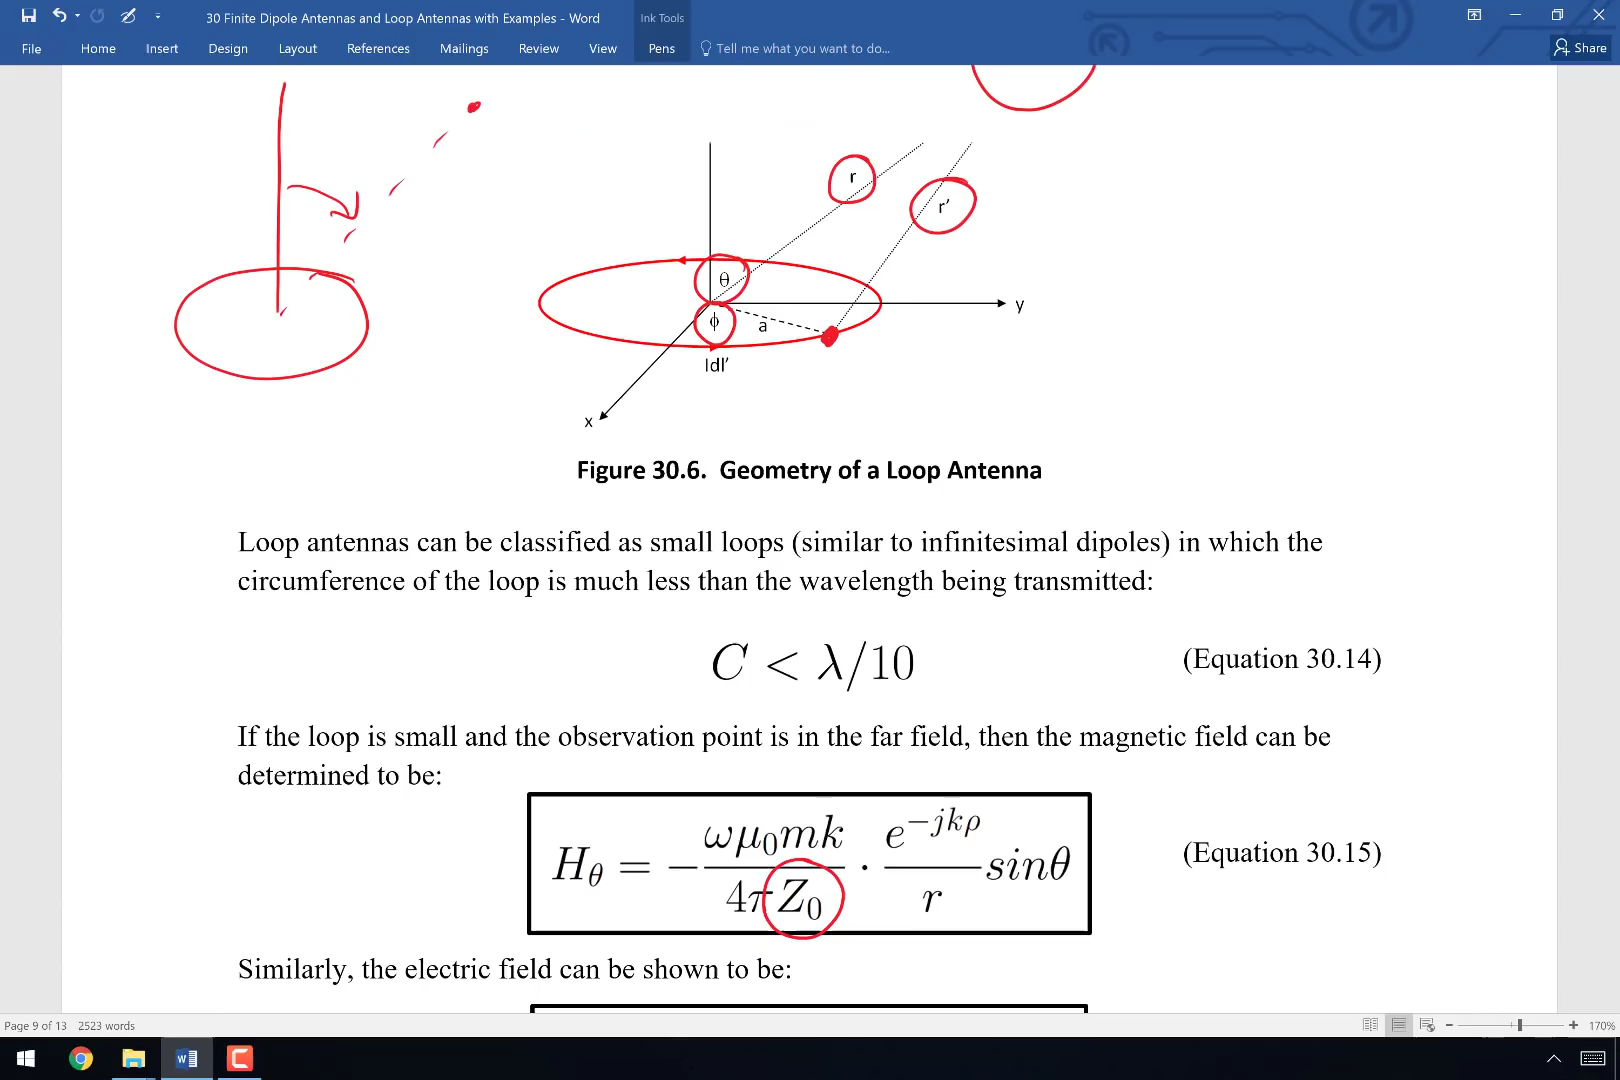 30 Finite Dipole Antennas and Loop Antennas with Examples - Word
Ink Tools
File Home Insert Design Layout References Mailings Review View Pens Tell me what you want to do... Share
r
r’
θ
y
ϕ
a
Idl’
x
Figure 30.6. Geometry of a Loop Antenna
Loop antennas can be classified as small loops (similar to infinitesimal dipoles) in which the
circumference of the loop is much less than the wavelength being transmitted:
C < λ/10 (Equation 30.14)
If the loop is small and the observation point is in the far field, then the magnetic field can be
determined to be:
H_θ = − ωμ₀mk / 4πZ₀ · e^{−jkρ} / r sinθ (Equation 30.15)
Similarly, the electric field can be shown to be:
Page 9 of 13 2523 words
170%